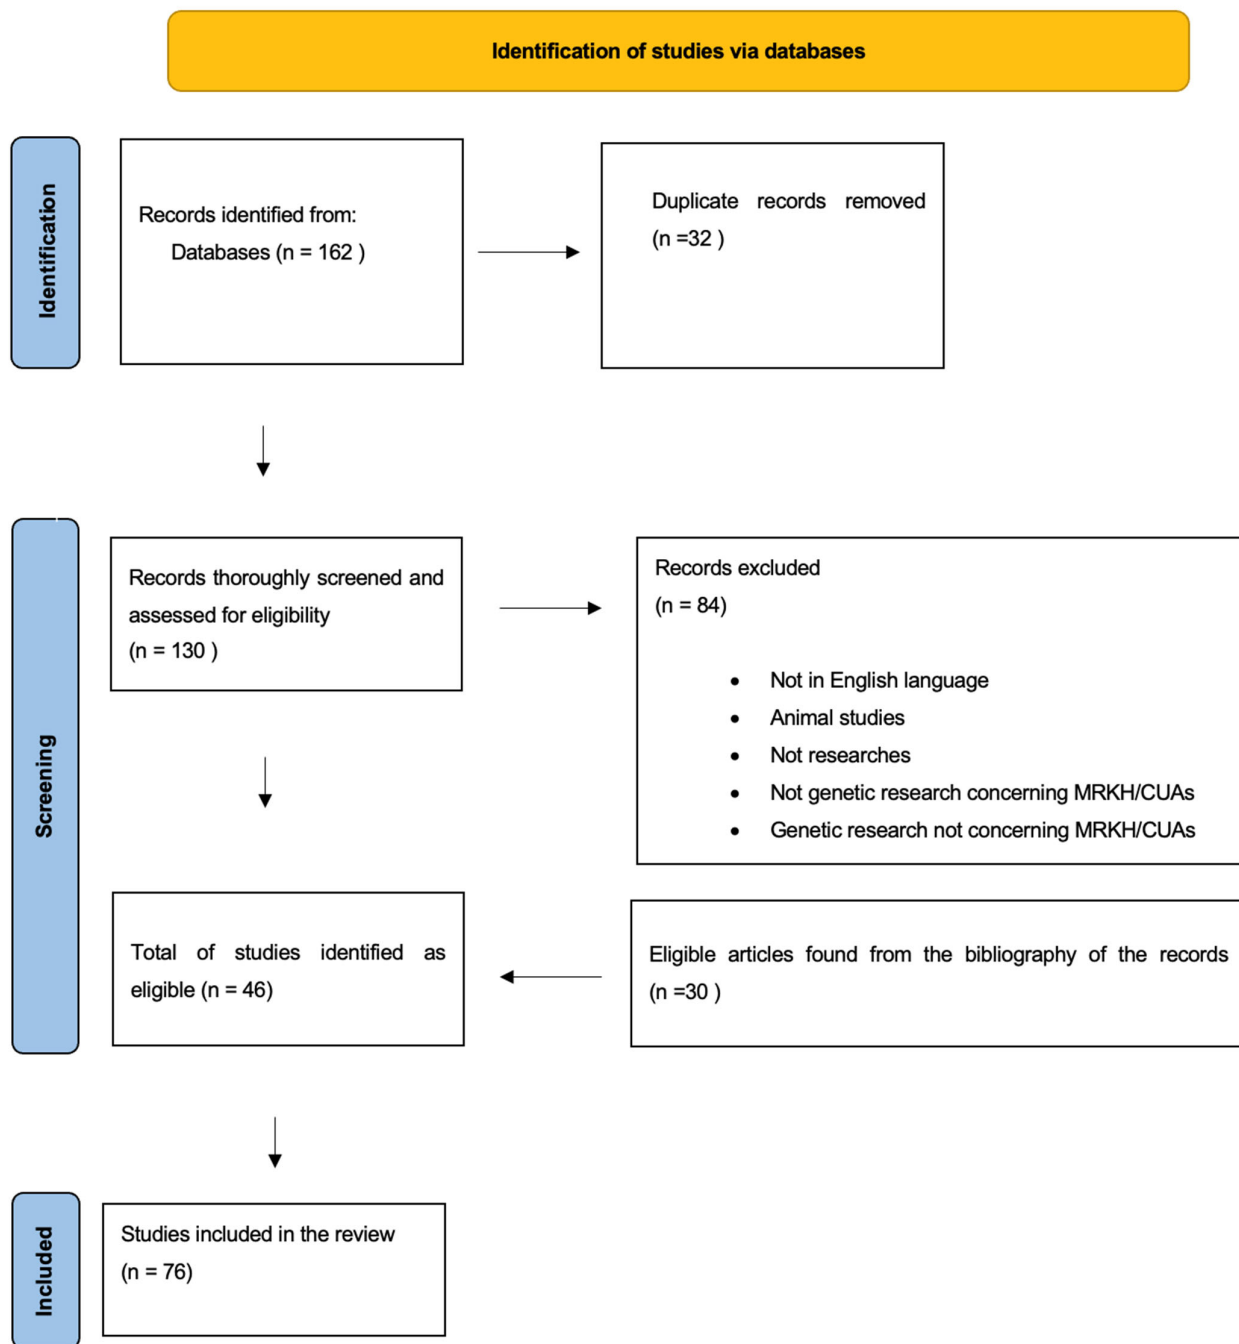 Identification of studies via databases
Identification
Records identified from:
Databases (n = 162 )
Duplicate records removed
(n =32 )
Screening
Records thoroughly screened and
assessed for eligibility
(n = 130 )
Records excluded
(n = 84)
• Not in English language
• Animal studies
• Not researches
• Not genetic research concerning MRKH/CUAs
• Genetic research not concerning MRKH/CUAs
Total of studies identified as
eligible (n = 46)
Eligible articles found from the bibliography of the records
(n =30 )
Included
Studies included in the review
(n = 76)